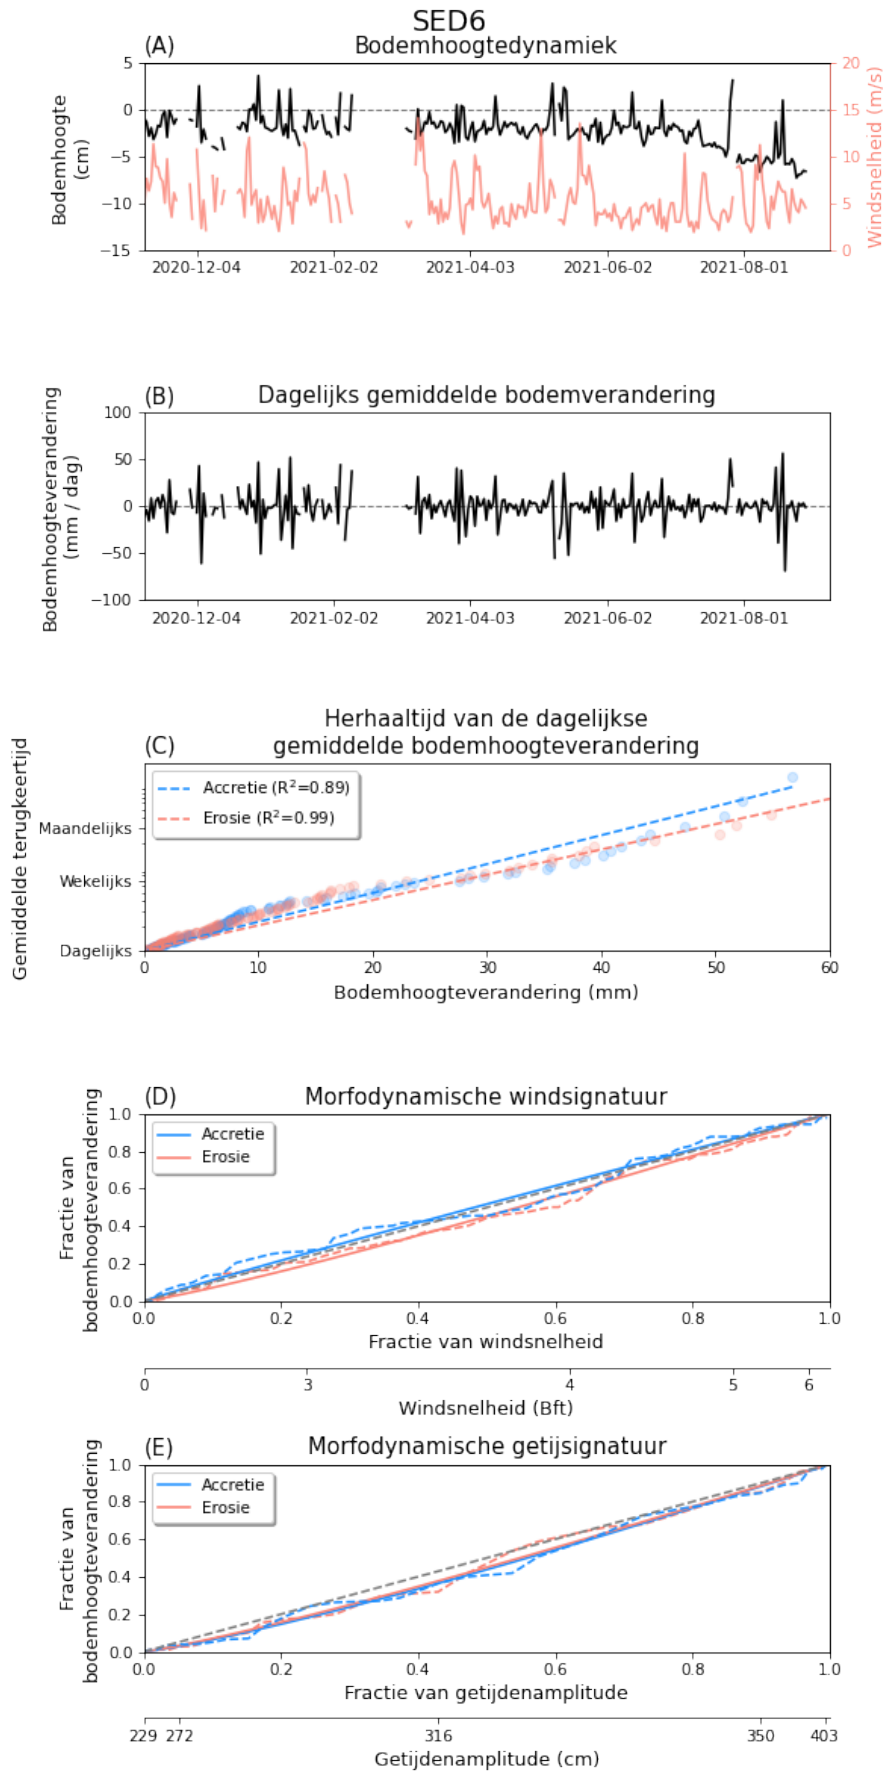 SED6
(A)
Bodemhoogtedynamiek
Bodemhoogte
(cm)
5
0
−5
−10
−15
20
15
10
5
0
Windsnelheid (m/s)
2020-12-04
2021-02-02
2021-04-03
2021-06-02
2021-08-01
(B)
Dagelijks gemiddelde bodemverandering
Bodemhoogteverandering
(mm / dag)
100
50
0
−50
−100
2020-12-04
2021-02-02
2021-04-03
2021-06-02
2021-08-01
Herhaaltijd van de dagelijkse
(C)
gemiddelde bodemhoogteverandering
Gemiddelde terugkeertijd
Maandelijks
Wekelijks
Dagelijks
Accretie (R²=0.89)
Erosie (R²=0.99)
0
10
20
30
40
50
60
Bodemhoogteverandering (mm)
(D)
Morfodynamische windsignatuur
Fractie van
bodemhoogteverandering
1.0
0.8
0.6
0.4
0.2
0.0
Accretie
Erosie
0.0
0.2
0.4
0.6
0.8
1.0
Fractie van windsnelheid
0
3
4
5
6
Windsnelheid (Bft)
(E)
Morfodynamische getijsignatuur
Fractie van
bodemhoogteverandering
1.0
0.8
0.6
0.4
0.2
0.0
Accretie
Erosie
0.0
0.2
0.4
0.6
0.8
1.0
Fractie van getijdenamplitude
229
272
316
350
403
Getijdenamplitude (cm)